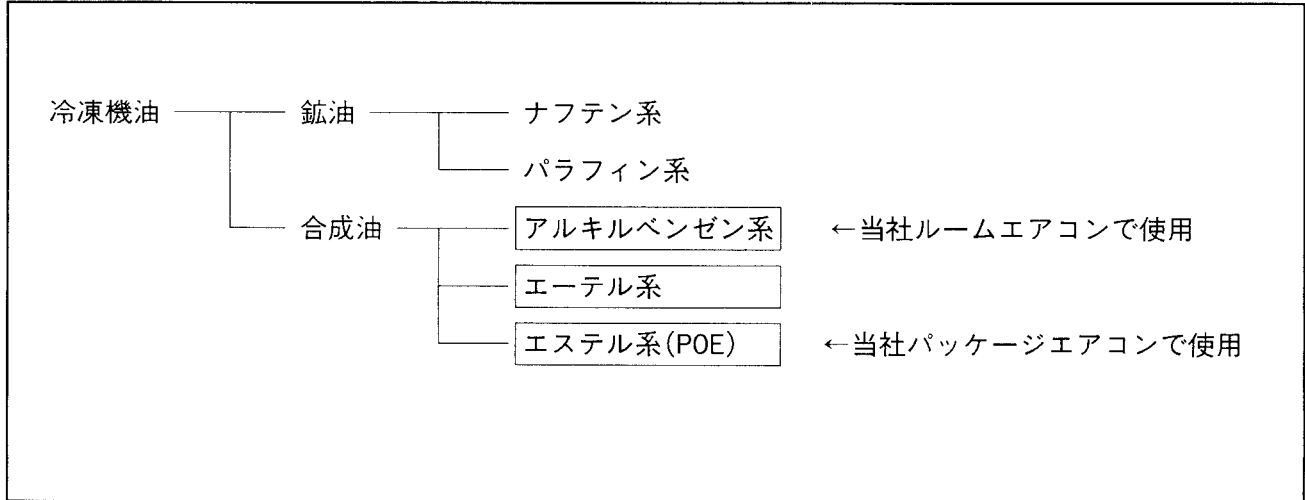 冷凍機油 鉱油 ナフテン系
パラフィン系
合成油 アルキルベンゼン系 ←当社ルームエアコンで使用
エーテル系
エステル系(POE) ←当社パッケージエアコンで使用